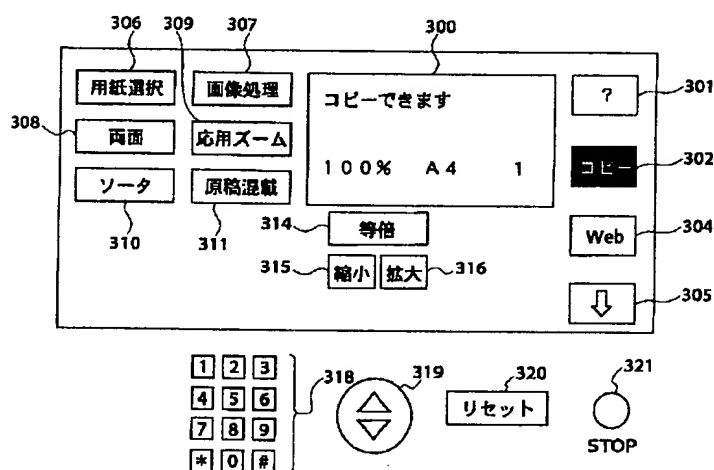 306 309 307 300
用紙選択 画像処理 ? 301
コピーできます
308 両面 応用ズーム コピー 302
100% A4 1
ソータ 原稿混載
310 311 314 等倍 Web 304
315 縮小 拡大 316
⇩ 305
1 2 3 318 319 320 321
4 5 6 リセット
7 8 9
* 0 # STOP